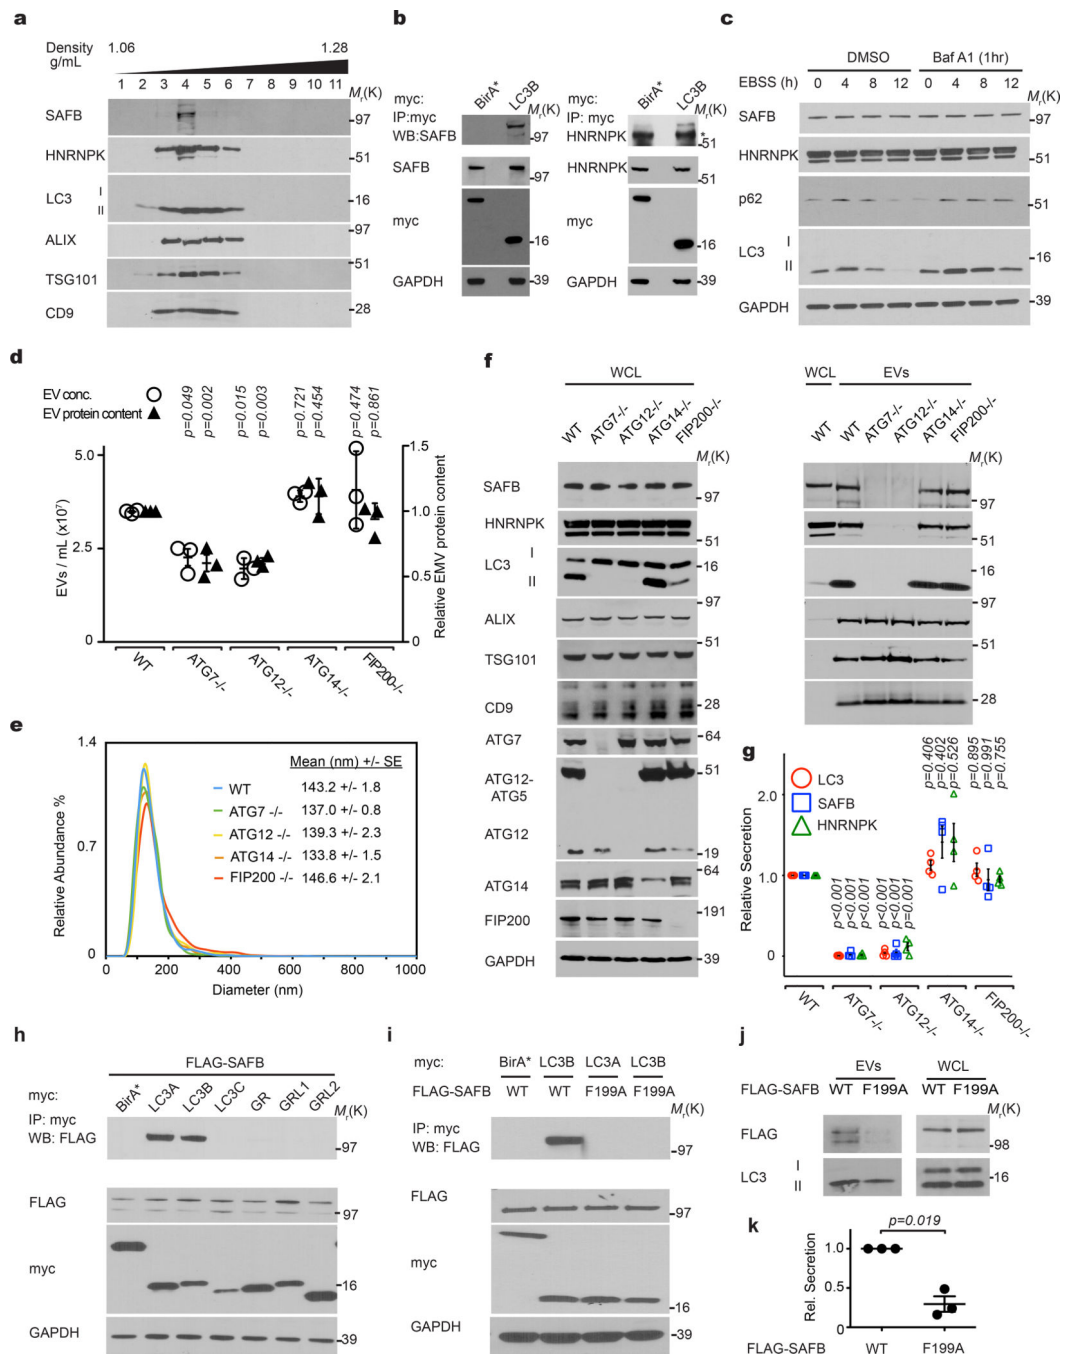 a
Density g/mL
1.06 1.28
1 2 3 4 5 6 7 8 9 10 11
Mr(K)
SAFB
97
HNRNPK
51
LC3 I II
16
97
ALIX
51
TSG101
CD9
28
b
myc: BirA* LC3B
IP:myc
WB:SAFB
Mr(K)
97
SAFB
97
myc
16
GAPDH
39
myc: BirA* LC3B
IP: myc
HNRNPK
Mr(K)
*
51
HNRNPK
51
myc
16
GAPDH
39
c
DMSO Baf A1 (1hr)
EBSS (h) 0 4 8 12 0 4 8 12
Mr(K)
SAFB
97
HNRNPK
51
p62
51
LC3 I II
16
GAPDH
39
d
EV conc.
EV protein content
p=0.049
p=0.002
p=0.015
p=0.003
p=0.721
p=0.454
p=0.474
p=0.861
EVs / mL (x10⁷)
5.0
2.5
0
Relative EMV protein content
1.5
1.0
0.5
0
WT ATG7-/- ATG12-/- ATG14-/- FIP200-/-
e
Relative Abundance %
1.4
0.7
0
Mean (nm) +/- SE
WT 143.2 +/- 1.8
ATG7 -/- 137.0 +/- 0.8
ATG12 -/- 139.3 +/- 2.3
ATG14 -/- 133.8 +/- 1.5
FIP200 -/- 146.6 +/- 2.1
0 200 400 600 800 1000
Diameter (nm)
f
WCL
WT ATG7-/- ATG12-/- ATG14-/- FIP200-/-
Mr(K)
SAFB
97
HNRNPK
51
LC3 I II
16
97
ALIX
51
TSG101
CD9
28
ATG7
64
ATG12-ATG5
51
ATG12
19
64
ATG14
FIP200
191
GAPDH
39
WCL EVs
WT WT ATG7-/- ATG12-/- ATG14-/- FIP200-/-
Mr(K)
97
51
16
97
51
28
g
LC3
SAFB
HNRNPK
p<0.001
p<0.001
p<0.001
p<0.001
p<0.001
p=0.001
p=0.406
p=0.402
p=0.526
p=0.895
p=0.991
p=0.755
Relative Secretion
2.0
1.0
0
WT ATG7-/- ATG12-/- ATG14-/- FIP200-/-
h
FLAG-SAFB
myc: BirA* LC3A LC3B LC3C GR GRL1 GRL2
Mr(K)
IP: myc
WB: FLAG
97
FLAG
97
myc
16
GAPDH
39
i
myc: BirA* LC3B LC3A LC3B
FLAG-SAFB WT WT F199A F199A
Mr(K)
IP: myc
WB: FLAG
97
FLAG
97
myc
16
GAPDH
39
j
EVs WCL
FLAG-SAFB WT F199A WT F199A
Mr(K)
FLAG
98
LC3 I II
16
k
p=0.019
Rel. Secretion
1.0
0.0
FLAG-SAFB WT F199A